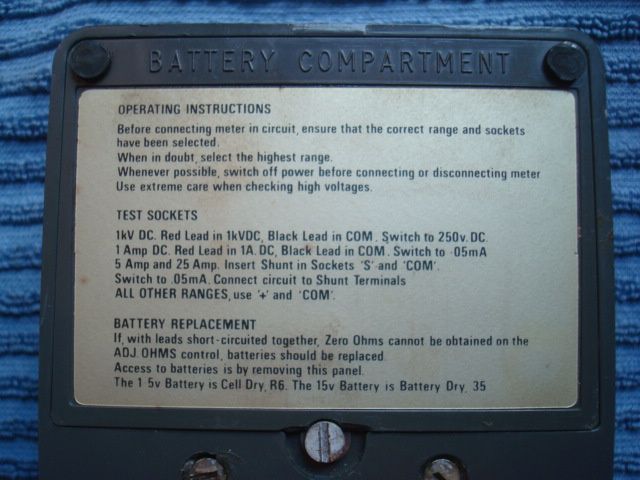 BATTERY COMPARTMENT
OPERATING INSTRUCTIONS
Before connecting meter in circuit, ensure that the correct range and sockets
have been selected.
When in doubt, select the highest range.
Whenever possible, switch off power before connecting or disconnecting meter
Use extreme care when checking high voltages.
TEST SOCKETS
1kV DC. Red Lead in 1kVDC, Black Lead in COM. Switch to 250v. DC.
1 Amp DC. Red Lead in 1A. DC, Black Lead in COM. Switch to ·05mA
5 Amp and 25 Amp. Insert Shunt in Sockets 'S' and 'COM'.
Switch to .05mA. Connect circuit to Shunt Terminals
ALL OTHER RANGES, use '+' and 'COM'.
BATTERY REPLACEMENT
If, with leads short-circuited together, Zero Ohms cannot be obtained on the
ADJ. OHMS control, batteries should be replaced.
Access to batteries is by removing this panel.
The 1·5v Battery is Cell Dry, R6. The 15v Battery is Battery Dry, 35